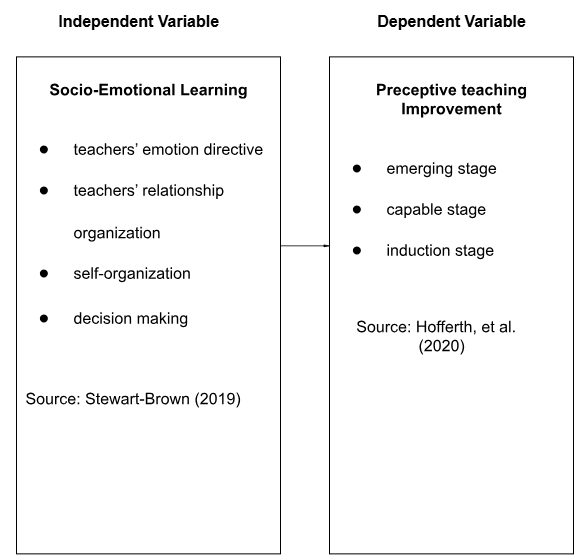 Independent Variable
Dependent Variable
Socio-Emotional Learning
● teachers’ emotion directive
● teachers’ relationship
organization
● self-organization
● decision making
Source: Stewart-Brown (2019)
Preceptive teaching
Improvement
● emerging stage
● capable stage
● induction stage
Source: Hofferth, et al.
(2020)